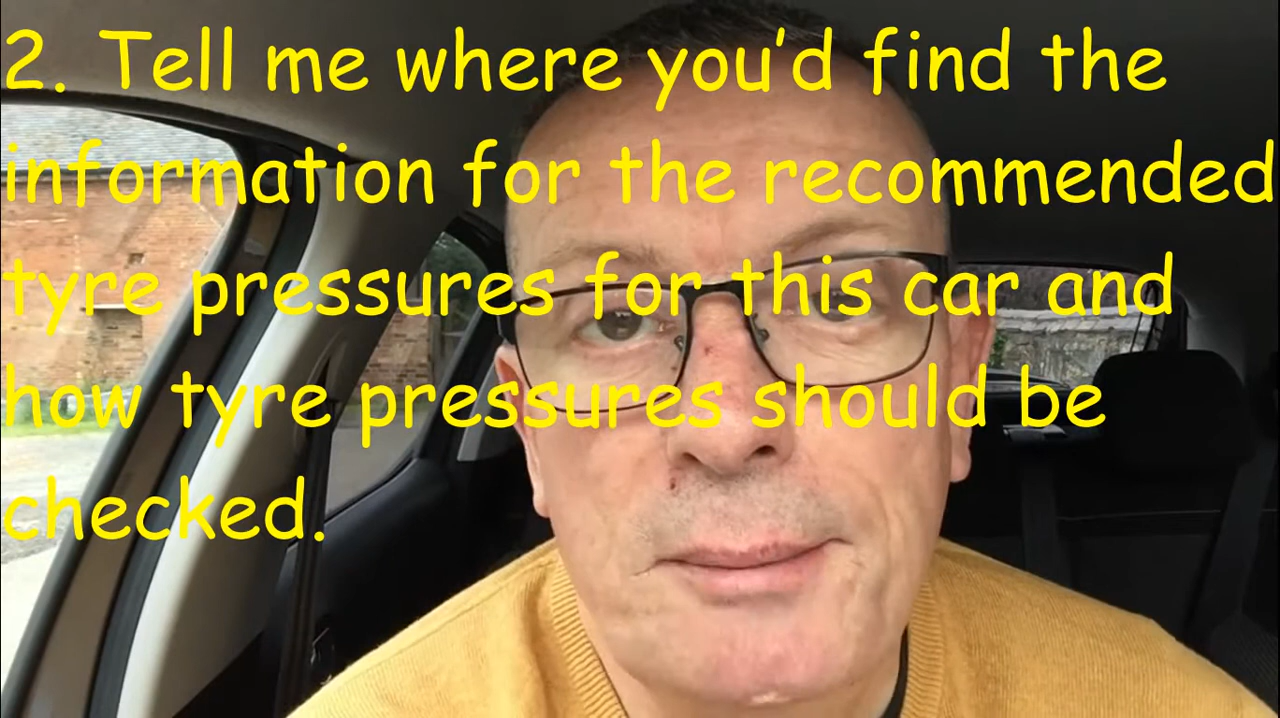 2. Tell me where you'd find the
information for the recommended
tyre pressures for this car and
how tyre pressures should be
checked.